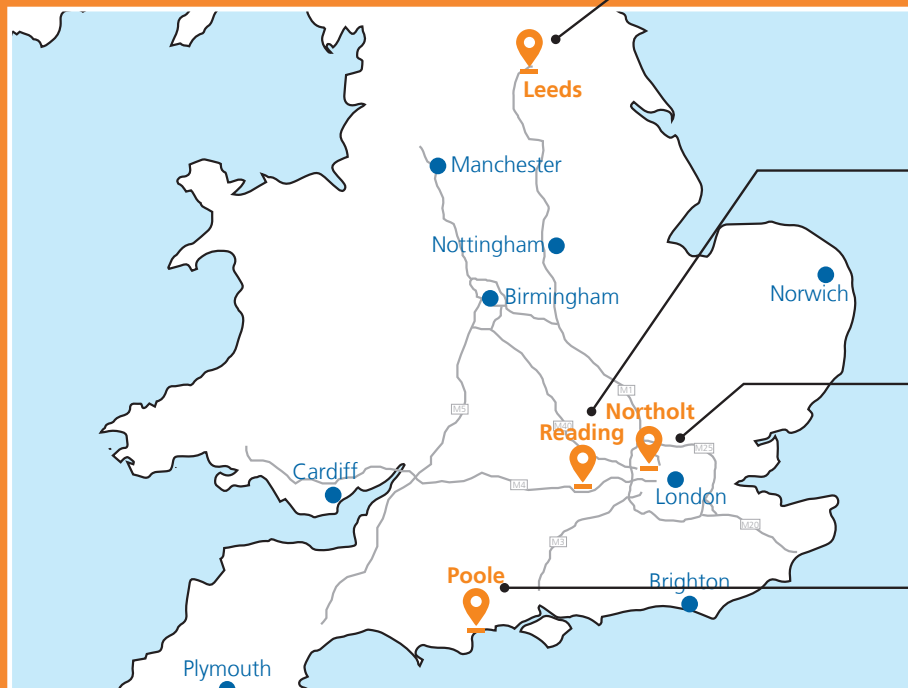 Leeds
Manchester
Nottingham
Birmingham
Norwich
M1
M5
Northolt
M40
Reading
M25
Cardiff
M4
London
M20
M3
Poole
Brighton
Plymouth